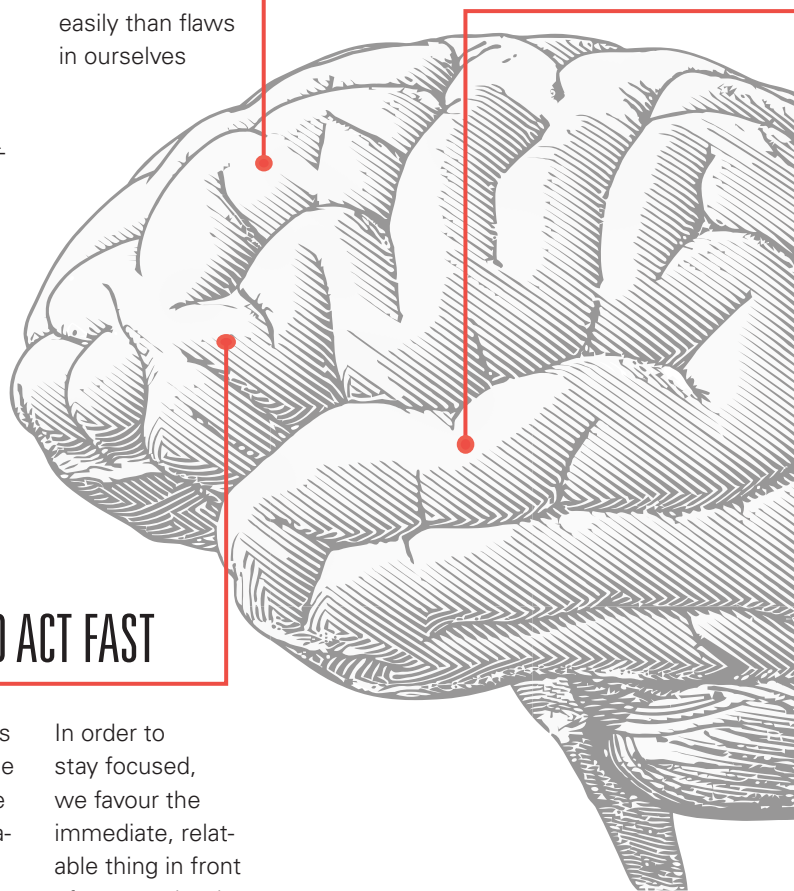 easily than flaws
in ourselves
ACT FAST
s
e
e
a-
In order to
stay focused,
we favour the
immediate, relat-
able thing in front